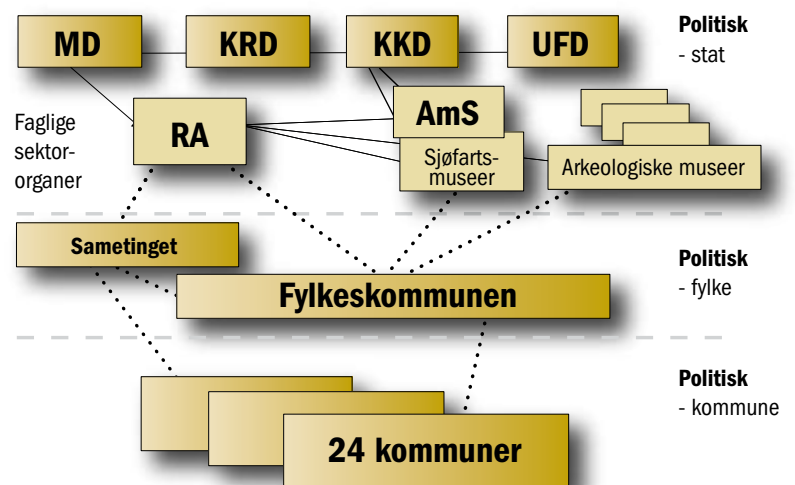 MD
KRD
KKD
UFD
Politisk
- stat
Faglige
sektor-
organer
RA
AmS
Sjøfarts-
museer
Arkeologiske museer
Sametinget
Fylkeskommunen
Politisk
- fylke
Politisk
- kommune
24 kommuner